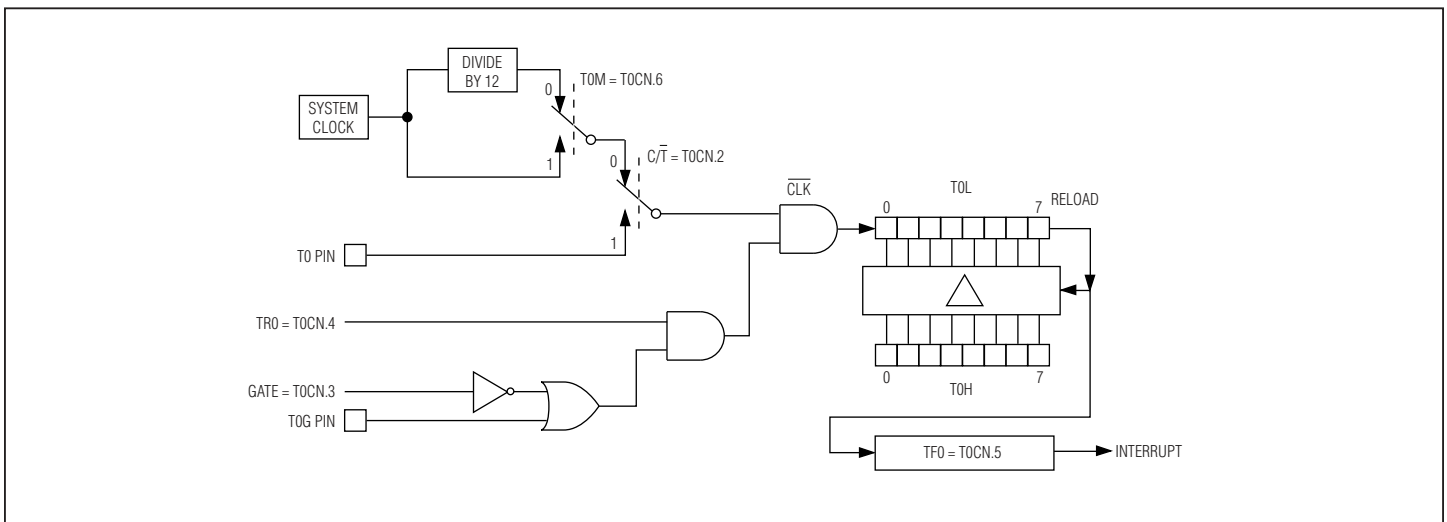 DIVIDE
BY 12
T0M = T0CN.6
0
SYSTEM
CLOCK
1
C/T̅ = T0CN.2
0
1
C̅L̅K̅
T0L
0
7
RELOAD
T0 PIN
TR0 = T0CN.4
GATE = T0CN.3
T0G PIN
0
7
T0H
TF0 = T0CN.5
INTERRUPT